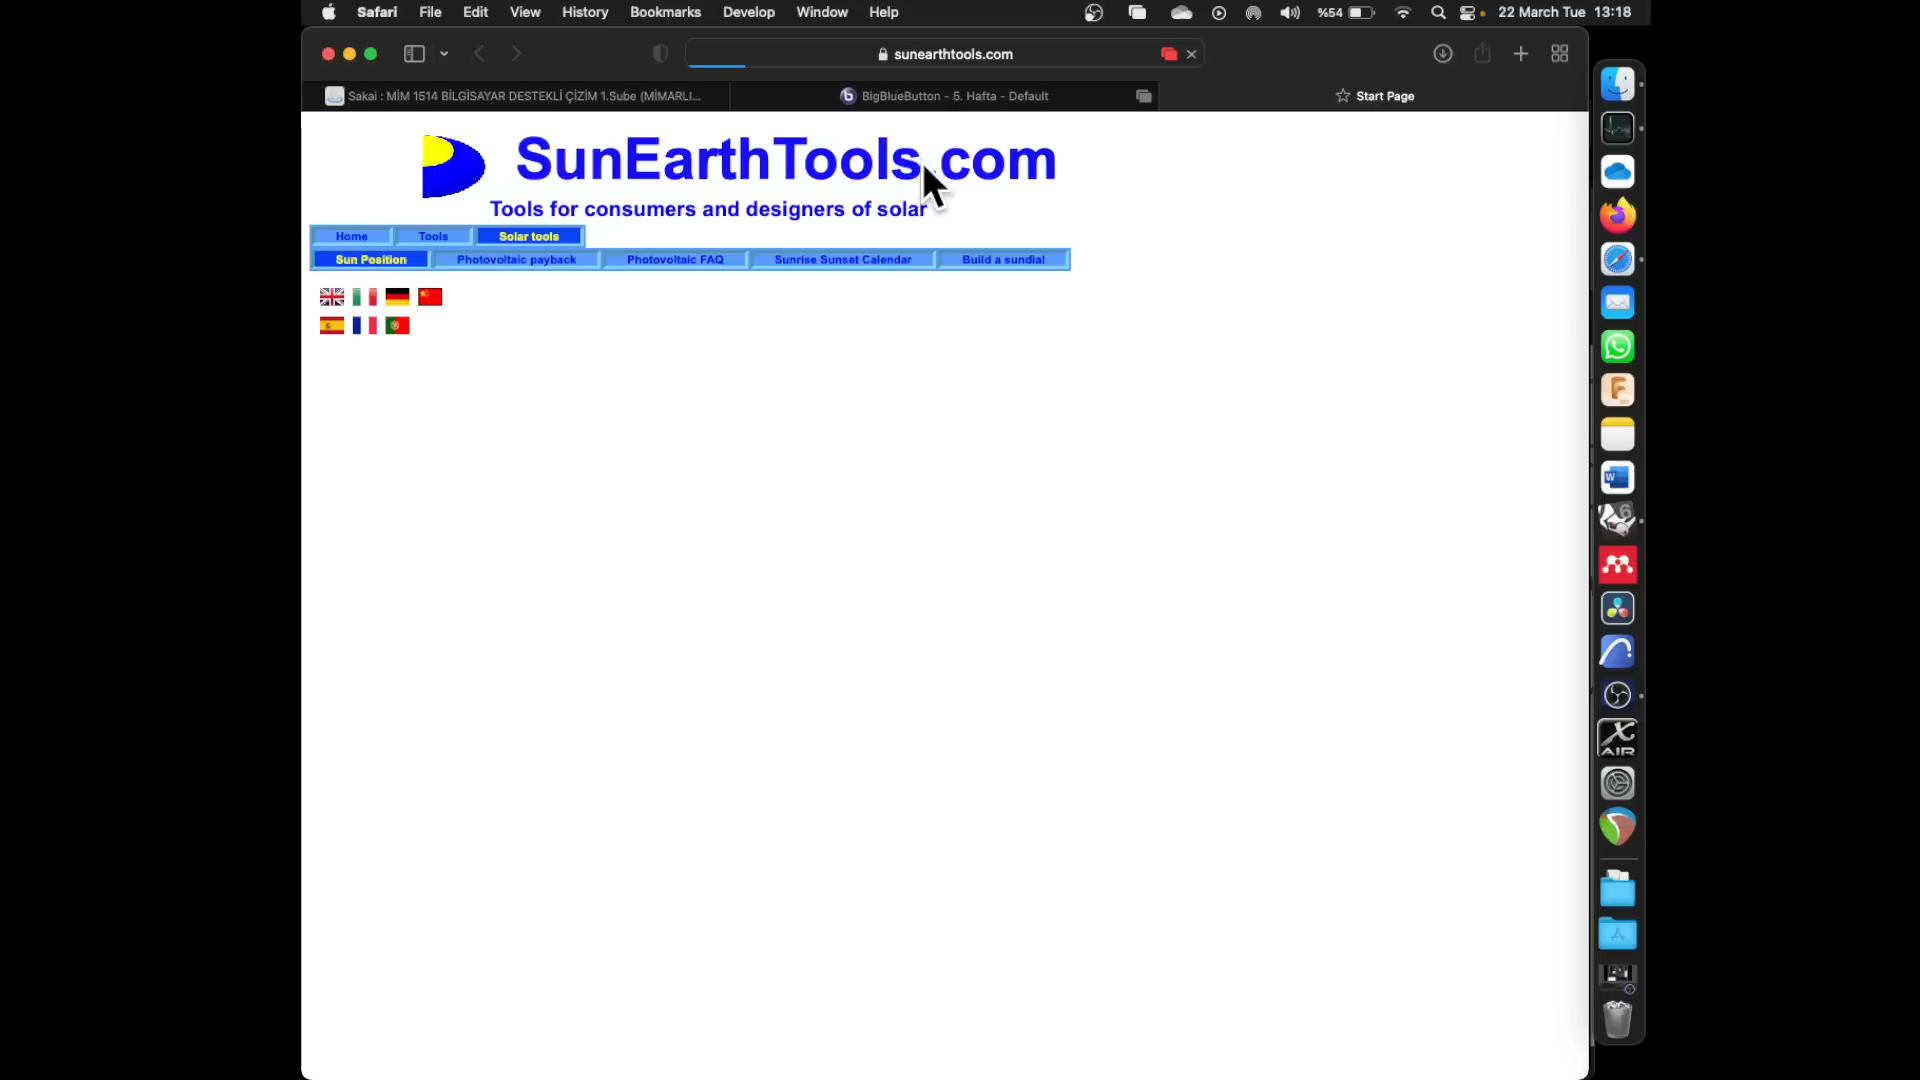 Safari File Edit View History Bookmarks Develop Window Help %54 22 March Tue 13:18
sunearthtools.com
Sakai : MİM 1514 BİLGİSAYAR DESTEKLİ ÇİZİM 1.Sube (MİMARLI...
BigBlueButton - 5. Hafta - Default
Start Page
SunEarthTools.com
Tools for consumers and designers of solar
Home Tools Solar tools
Sun Position Photovoltaic payback Photovoltaic FAQ Sunrise Sunset Calendar Build a sundial
W
6
X
AIR